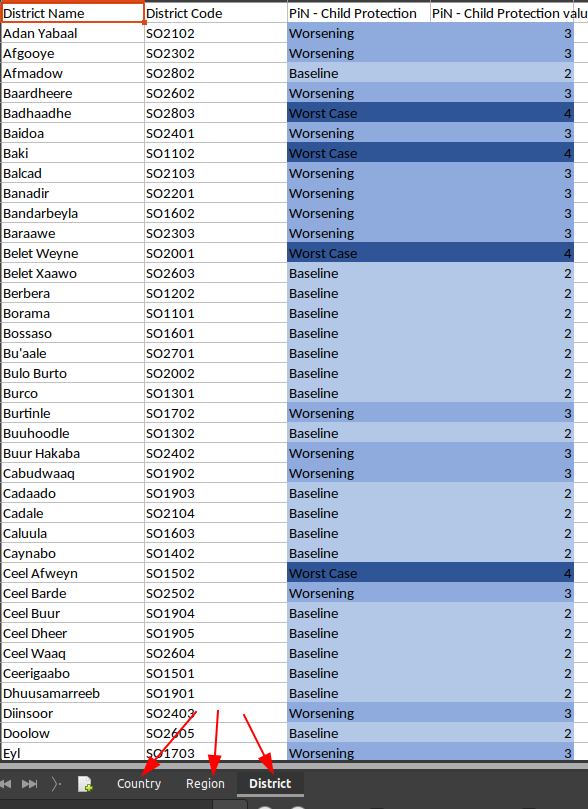 District Name District Code PiN - Child Protection PiN - Child Protection valu
Adan Yabaal SO2102 Worsening 3
Afgooye SO2302 Worsening 3
Afmadow SO2802 Baseline 2
Baardheere SO2602 Worsening 3
Badhaadhe SO2803 Worst Case 4
Baidoa SO2401 Worsening 3
Baki SO1102 Worst Case 4
Balcad SO2103 Worsening 3
Banadir SO2201 Worsening 3
Bandarbeyla SO1602 Worsening 3
Baraawe SO2303 Worsening 3
Belet Weyne SO2001 Worst Case 4
Belet Xaawo SO2603 Baseline 2
Berbera SO1202 Baseline 2
Borama SO1101 Baseline 2
Bossaso SO1601 Baseline 2
Bu'aale SO2701 Baseline 2
Bulo Burto SO2002 Baseline 2
Burco SO1301 Baseline 2
Burtinle SO1702 Worsening 3
Buuhoodle SO1302 Baseline 2
Buur Hakaba SO2402 Worsening 3
Cabudwaaq SO1902 Worsening 3
Cadaado SO1903 Baseline 2
Cadale SO2104 Baseline 2
Caluula SO1603 Baseline 2
Caynabo SO1402 Baseline 2
Ceel Afweyn SO1502 Worst Case 4
Ceel Barde SO2502 Worsening 3
Ceel Buur SO1904 Baseline 2
Ceel Dheer SO1905 Baseline 2
Ceel Waaq SO2604 Baseline 2
Ceerigaabo SO1501 Baseline 2
Dhuusamarreeb SO1901 Baseline 2
Diinsoor SO2403 Worsening 3
Doolow SO2605 Baseline 2
Eyl SO1703 Worsening 3
Country Region District